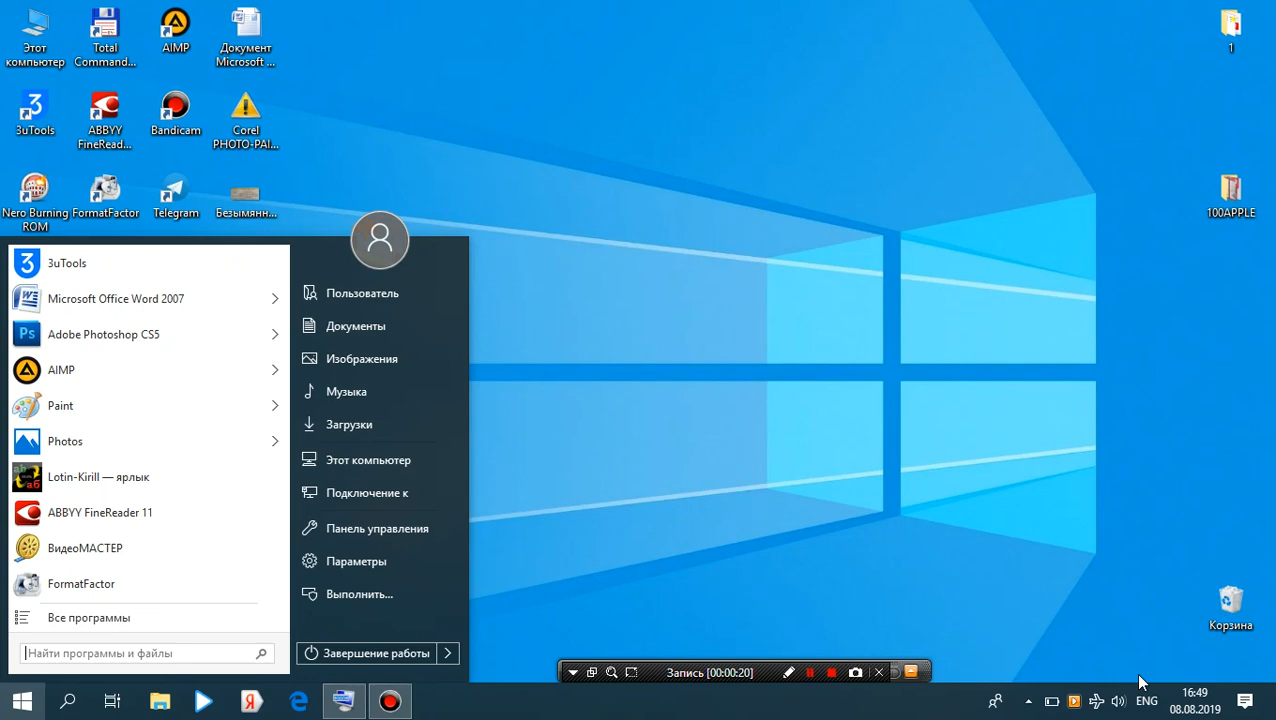 Этот
компьютер
Total
Command...
AIMP
Документ
Microsoft ...
1
3uTools
ABBYY
FineRead...
Bandicam
Corel
PHOTO-PAI...
Nero Burning
ROM
FormatFactor
Telegram
Безымянн...
100APPLE
3uTools
Microsoft Office Word 2007
Adobe Photoshop CS5
AIMP
Paint
Photos
Lotin-Kirill — ярлык
ABBYY FineReader 11
ВидеоМАСТЕР
FormatFactor
Все программы
Найти программы и файлы
Пользователь
Документы
Изображения
Музыка
Загрузки
Этот компьютер
Подключение к
Панель управления
Параметры
Выполнить...
Завершение работы
Корзина
Запись [00:00:20]
ENG
16:49
08.08.2019